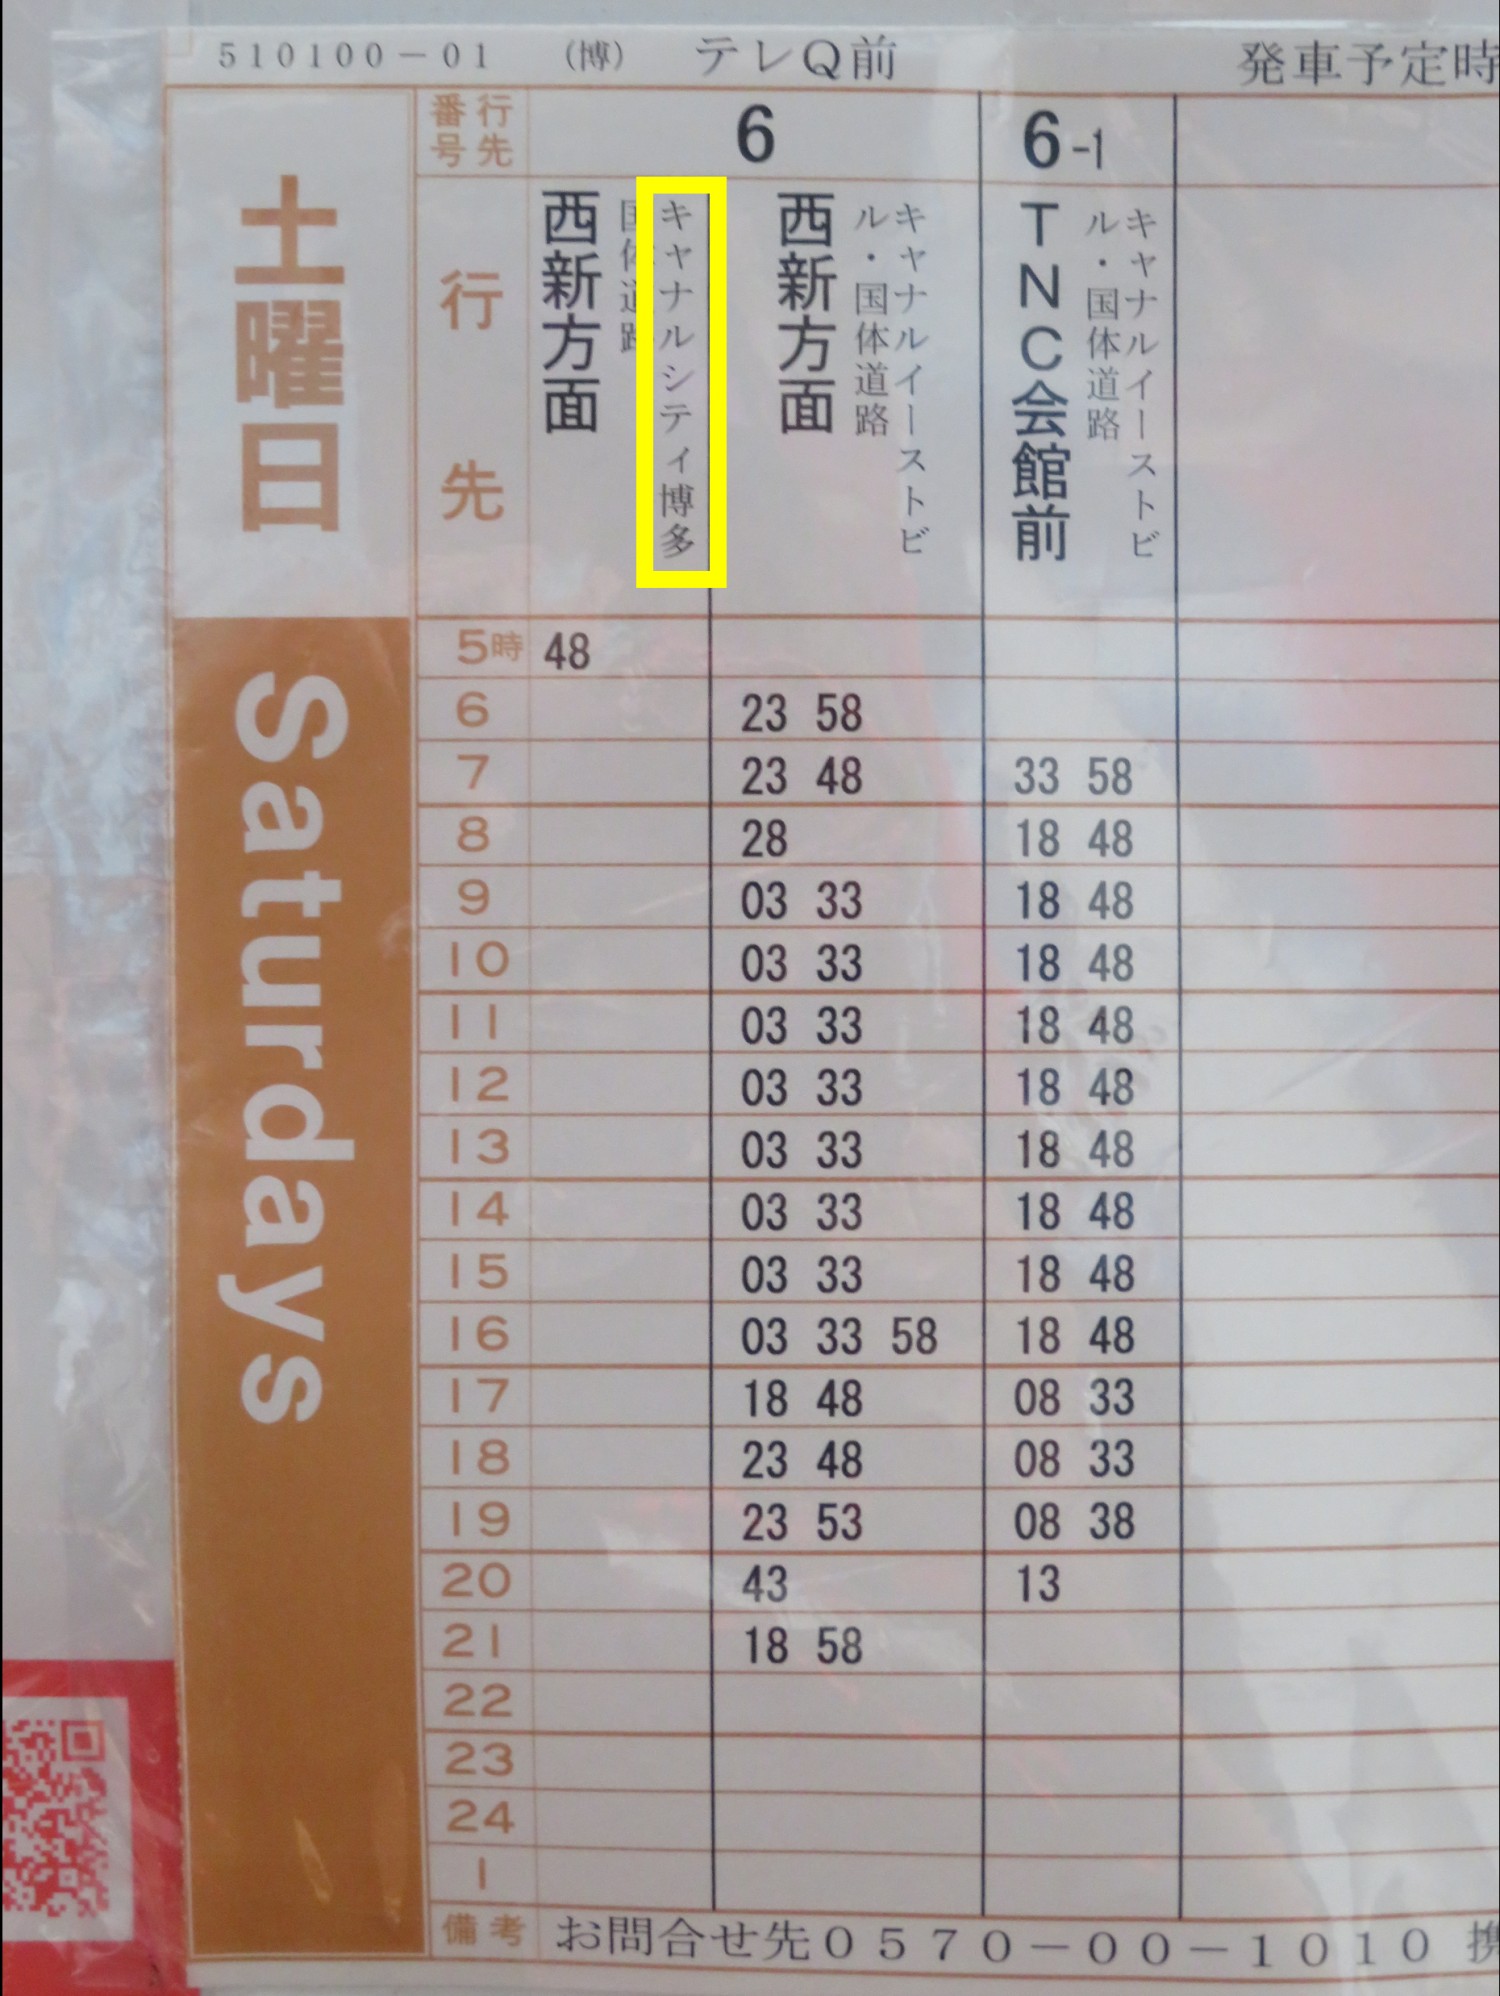 510100-01 (博) テレQ前 発車予定時
土曜日
Saturdays
行先番号 6 6-1
行先
キャナルシティ博多
国体道路
西新方面
キャナルイーストビ
ル・国体道路
西新方面
キャナルイーストビ
ル・国体道路
TNC会館前
5時 48
6 23 58
7 23 48 33 58
8 28 18 48
9 03 33 18 48
10 03 33 18 48
11 03 33 18 48
12 03 33 18 48
13 03 33 18 48
14 03 33 18 48
15 03 33 18 48
16 03 33 58 18 48
17 18 48 08 33
18 23 48 08 33
19 23 53 08 38
20 43 13
21 18 58
22
23
24
1
備考 お問合せ先0570-00-1010 携